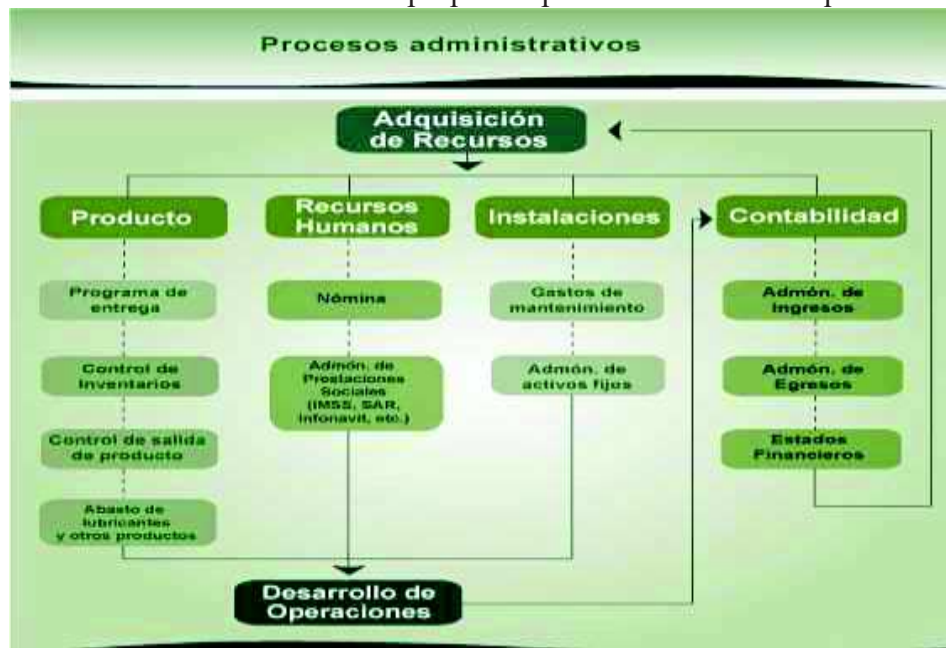 Procesos administrativos
Adquisición
de Recursos
Producto
Recursos
Humanos
Instalaciones
Contabilidad
Programa de
entrega
Nómina
Gastos de
mantenimiento
Admón. de
Ingresos
Control de
Inventarios
Admón. de
Prestaciones
Sociales
(IMSS, SAR,
Infonavit, etc.)
Admón. de
activos fijos
Admón. de
Egresos
Control de salida
de producto
Estados
Financieros
Abasto de
lubricantes
y otros productos
Desarrollo de
Operaciones